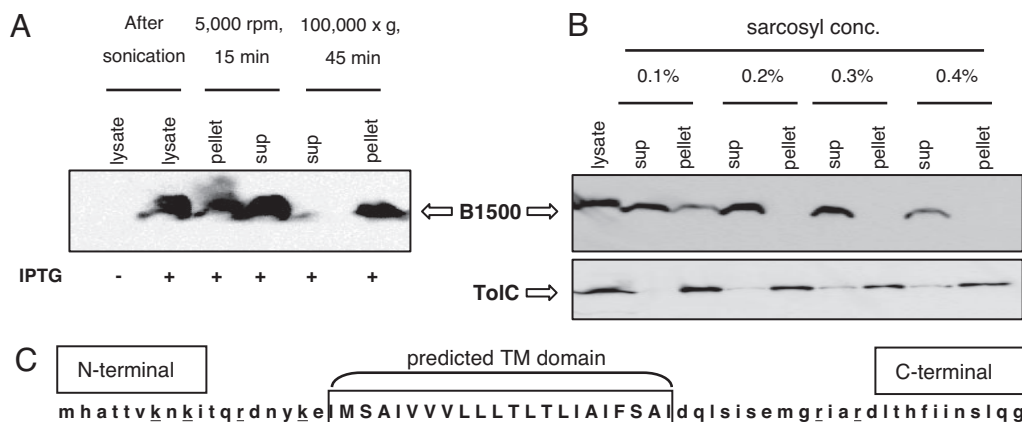 A
After sonication
5,000 rpm, 15 min
100,000 x g, 45 min
lysate
lysate
pellet
sup
sup
pellet
IPTG - + + + + +
B
sarcosyl conc.
0.1% 0.2% 0.3% 0.4%
lysate
sup
pellet
sup
pellet
sup
pellet
sup
pellet
B1500
TolC
C
N-terminal
predicted TM domain
C-terminal
mhattvknkitqrdnykeIMSAIVVVLLLTLTLIAIFSAIdqlsisemgriardlthfiinslqg